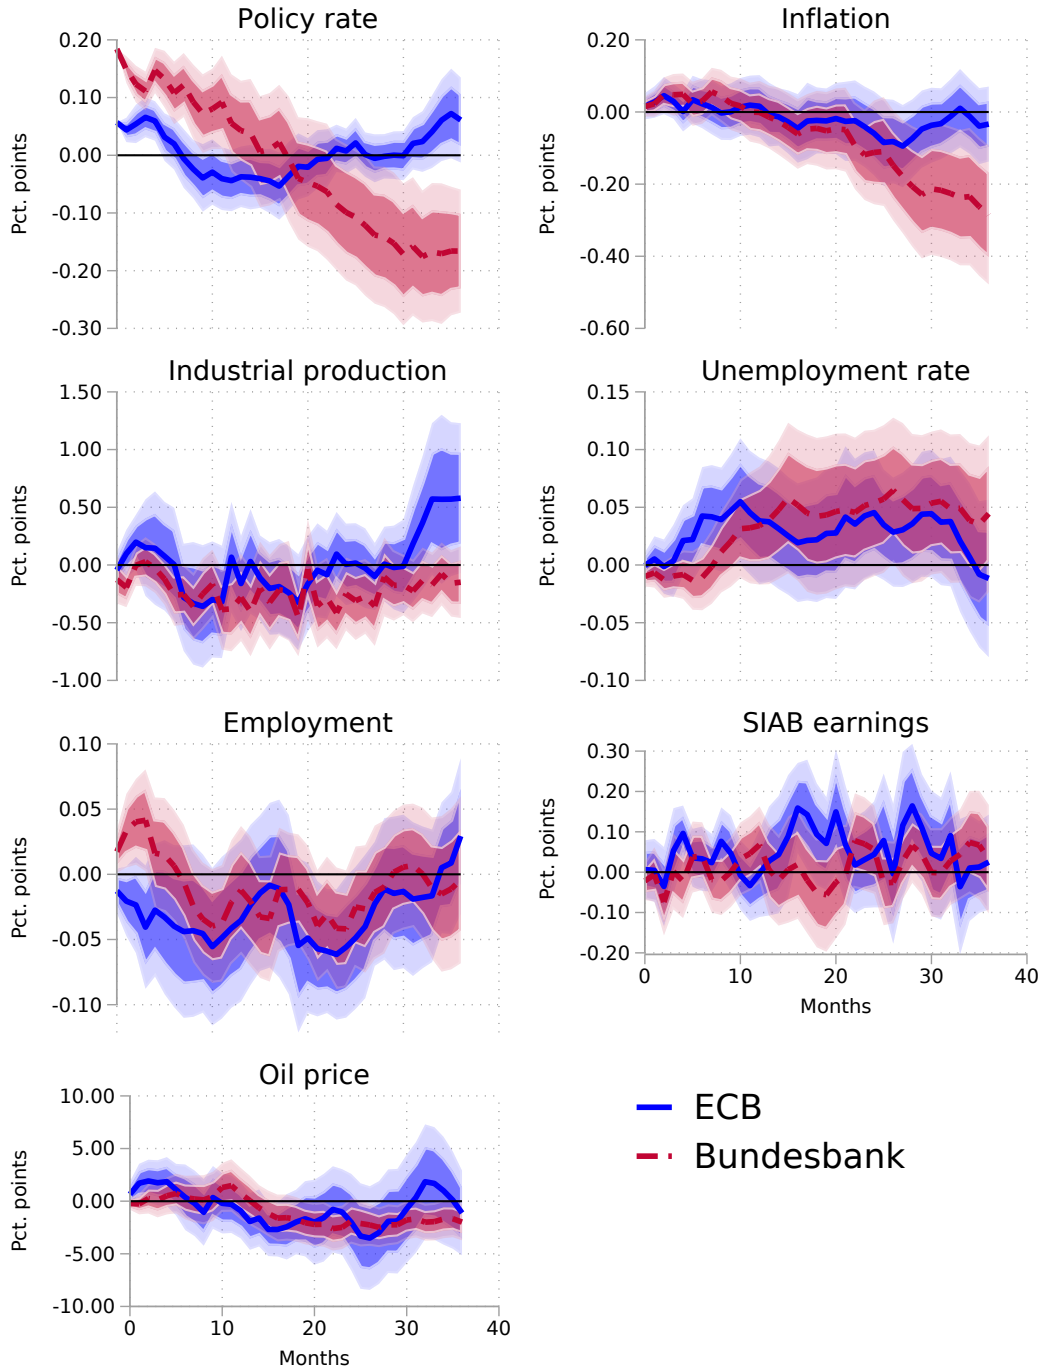 Policy rate
0.20
0.10
0.00
-0.10
-0.20
-0.30
Pct. points
Inflation
0.20
0.00
-0.20
-0.40
-0.60
Pct. points
Industrial production
1.50
1.00
0.50
0.00
-0.50
-1.00
Pct. points
Unemployment rate
0.15
0.10
0.05
0.00
-0.05
-0.10
Pct. points
Employment
0.10
0.05
0.00
-0.05
-0.10
Pct. points
SIAB earnings
0.30
0.20
0.10
0.00
-0.10
-0.20
Pct. points
0 10 20 30 40
Months
Oil price
10.00
5.00
0.00
-5.00
-10.00
Pct. points
0 10 20 30 40
Months
ECB
Bundesbank